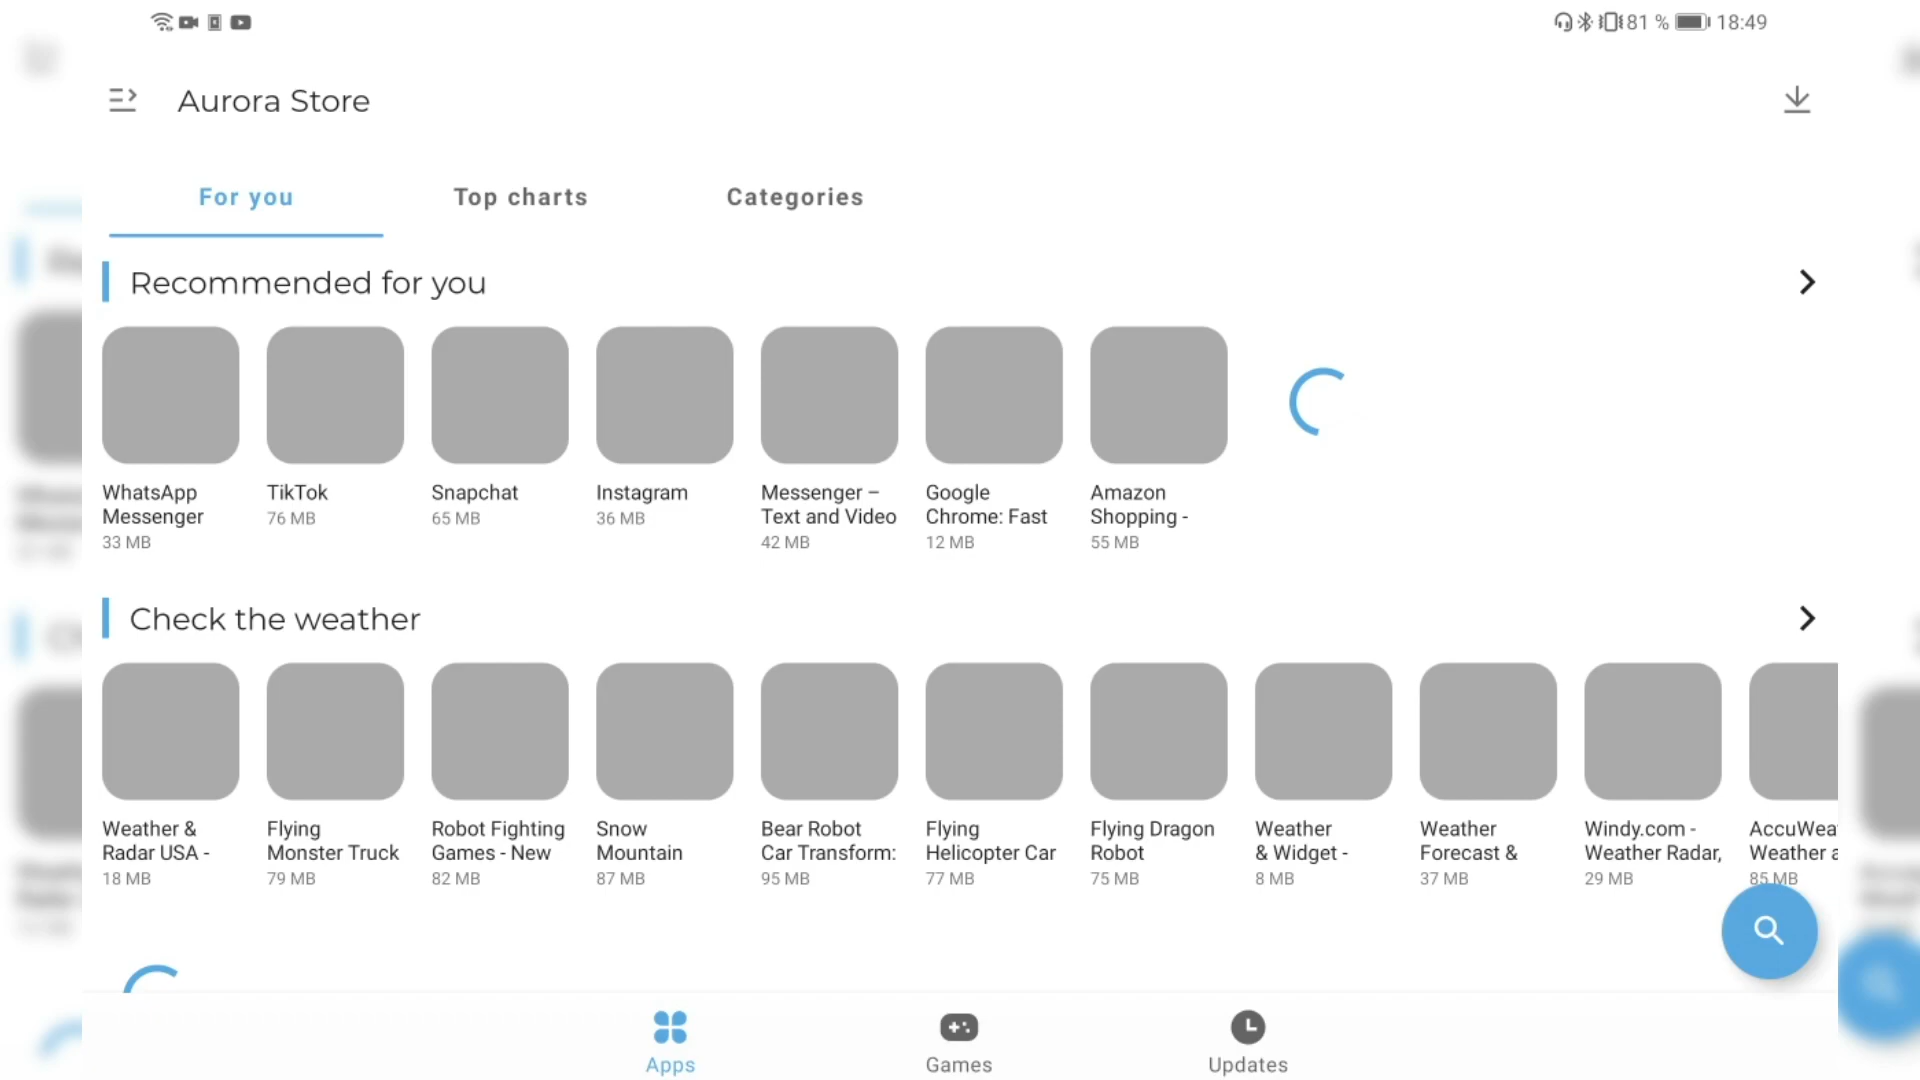 81 % 18:49
Aurora Store
For you Top charts Categories
Recommended for you
WhatsApp Messenger 33 MB
TikTok 76 MB
Snapchat 65 MB
Instagram 36 MB
Messenger – Text and Video 42 MB
Google Chrome: Fast 12 MB
Amazon Shopping - 55 MB
Check the weather
Weather & Radar USA - 18 MB
Flying Monster Truck 79 MB
Robot Fighting Games - New 82 MB
Snow Mountain 87 MB
Bear Robot Car Transform: 95 MB
Flying Helicopter Car 77 MB
Flying Dragon Robot 75 MB
Weather & Widget - 8 MB
Weather Forecast & 37 MB
Windy.com - Weather Radar, 29 MB
AccuWea Weather a 85 MB
Apps Games Updates